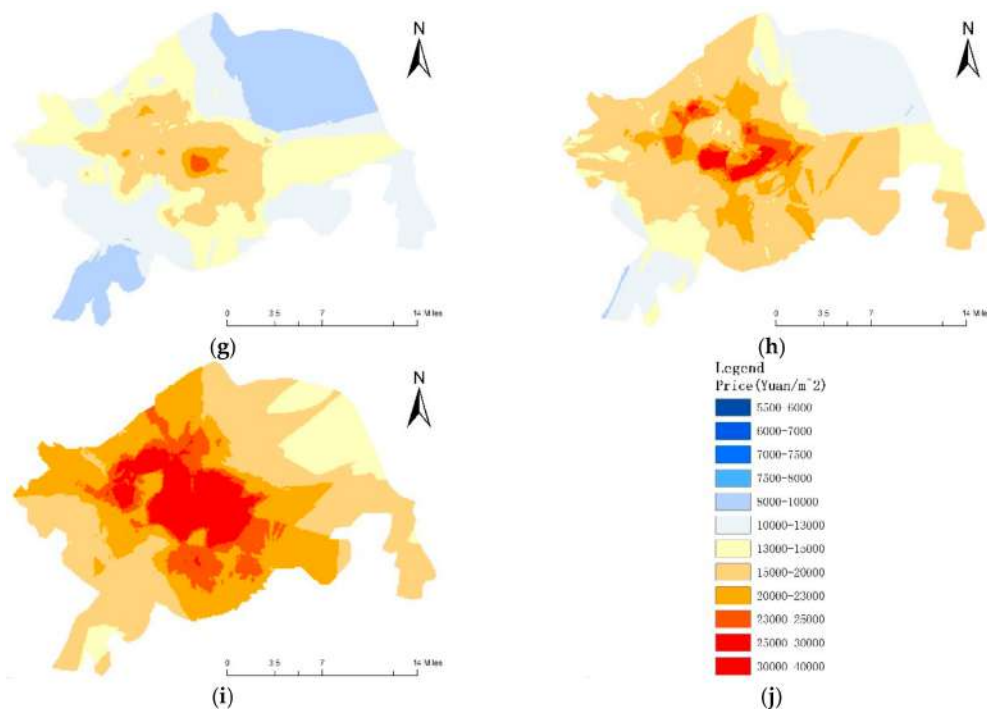 N
N
0 3.5 7 14 Miles
0 3.5 7 14 Miles
(g)
(h)
N
Legend
Price(Yuan/m^2)
5500-6000
6000-7000
7000-7500
7500-8000
8000-10000
10000-13000
13000-15000
15000-20000
20000-23000
23000 25000
25000 30000
30000 40000
0 3.5 7 14 Miles
(i)
(j)